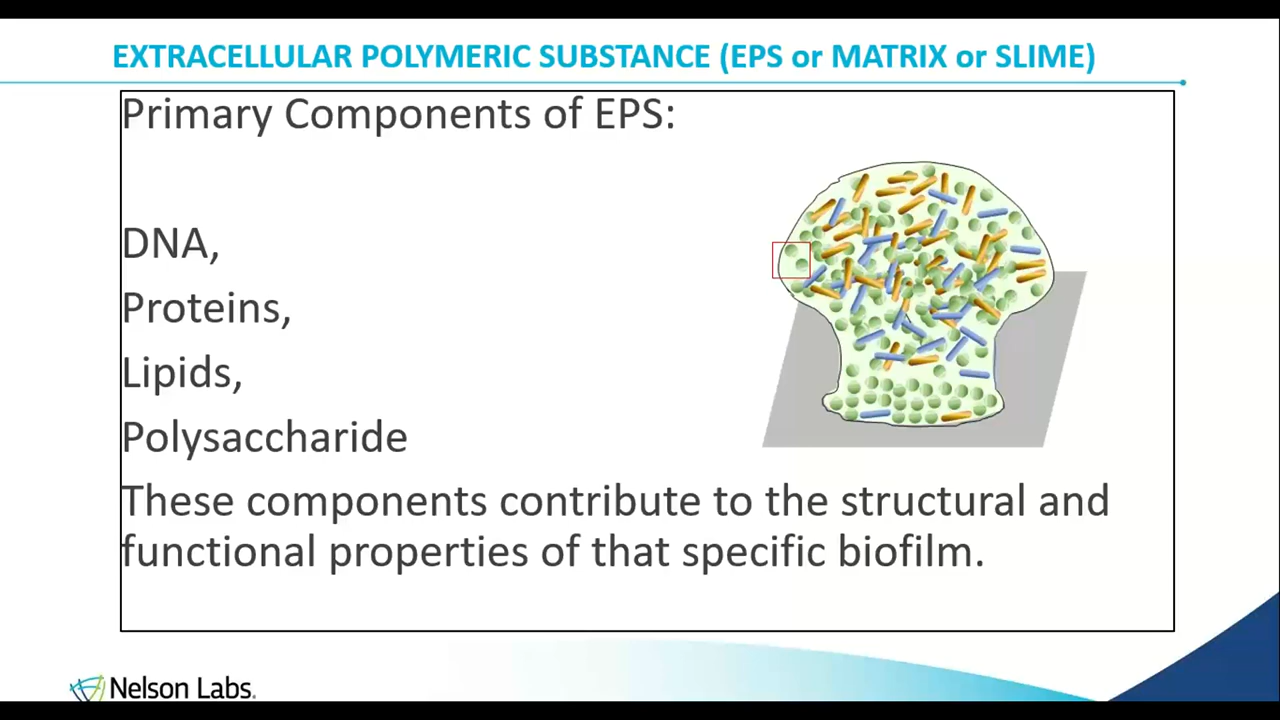 EXTRACELLULAR POLYMERIC SUBSTANCE (EPS or MATRIX or SLIME)
Primary Components of EPS:
DNA,
Proteins,
Lipids,
Polysaccharide
These components contribute to the structural and
functional properties of that specific biofilm.
Nelson Labs.